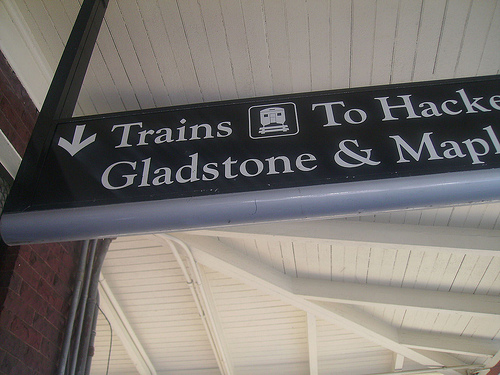 Trains To Hacke
Gladstone & Mapl